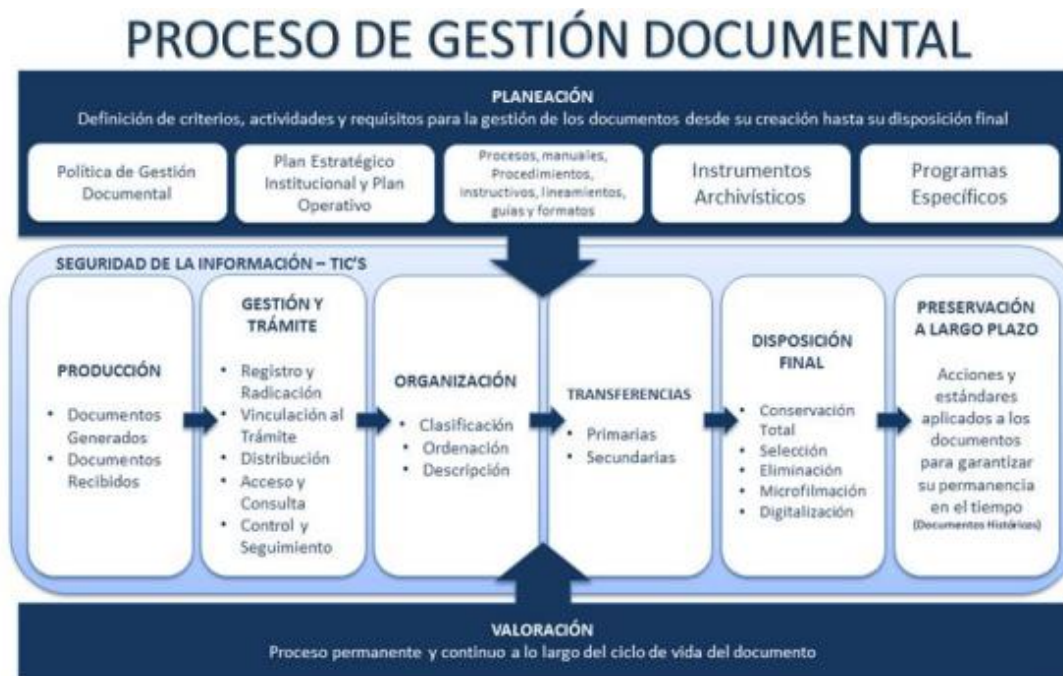 PROCESO DE GESTIÓN DOCUMENTAL
PLANEACIÓN
Definición de criterios, actividades y requisitos para la gestión de los documentos desde su creación hasta su disposición final
Política de Gestión
Documental
Plan Estratégico
Institucional y Plan
Operativo
Procesos, manuales,
Procedimientos,
instructivos, lineamientos,
guías y formatos
Instrumentos
Archivísticos
Programas
Específicos
SEGURIDAD DE LA INFORMACIÓN – TIC'S
PRODUCCIÓN
• Documentos
Generados
• Documentos
Recibidos
GESTIÓN Y
TRÁMITE
• Registro y
Radicación
• Vinculación al
Trámite
• Distribución
• Acceso y
Consulta
• Control y
Seguimiento
ORGANIZACIÓN
• Clasificación
• Ordenación
• Descripción
TRANSFERENCIAS
• Primarias
• Secundarias
DISPOSICIÓN
FINAL
• Conservación
Total
• Selección
• Eliminación
• Microfilmación
• Digitalización
PRESERVACIÓN
A LARGO PLAZO
Acciones y
estándares
aplicados a los
documentos
para garantizar
su permanencia
en el tiempo
(Documentos Históricos)
VALORACIÓN
Proceso permanente y continuo a lo largo del ciclo de vida del documento